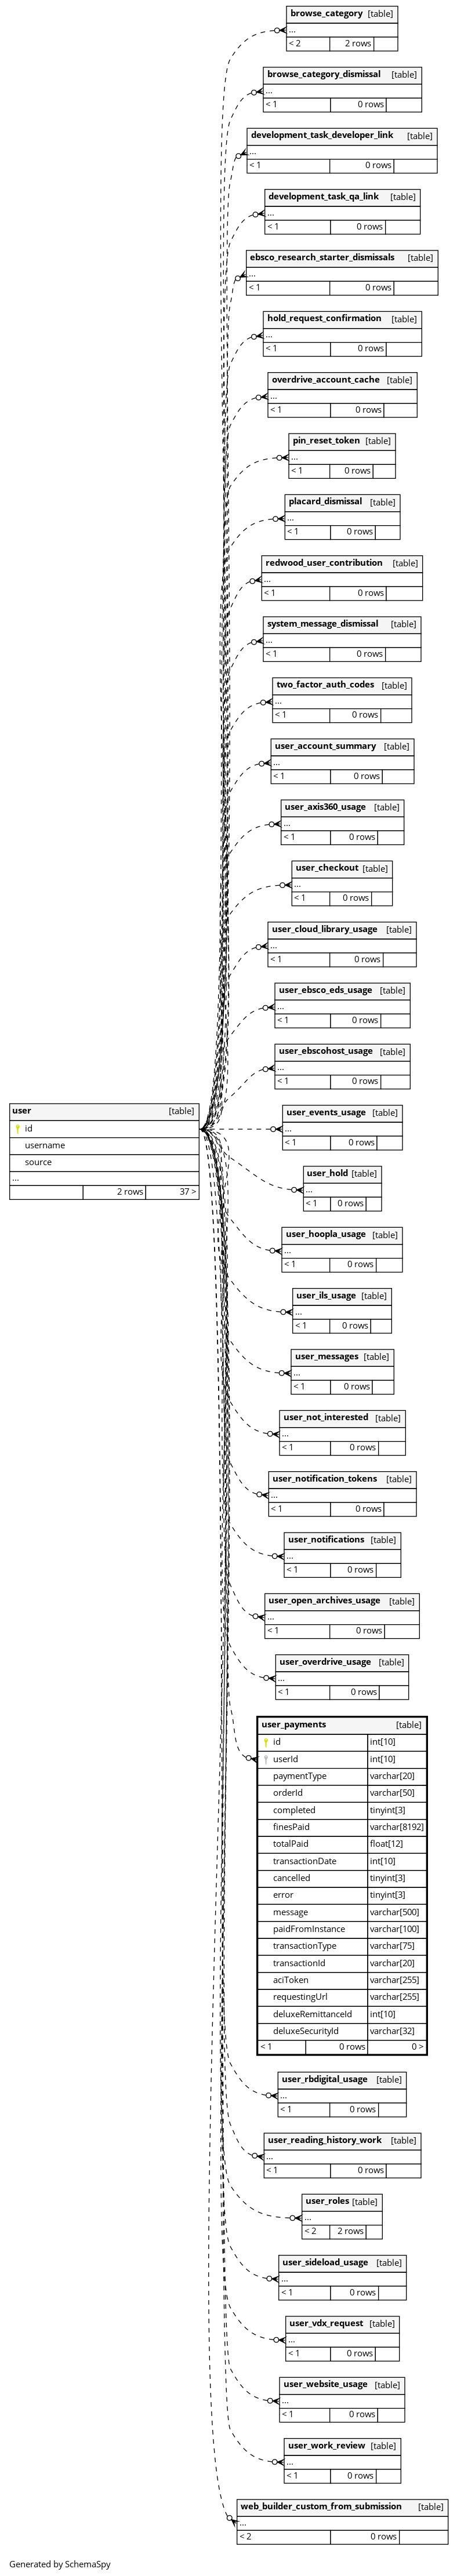 browse_category [table]
...
< 2 2 rows
browse_category_dismissal [table]
...
< 1 0 rows
development_task_developer_link [table]
...
< 1 0 rows
development_task_qa_link [table]
...
< 1 0 rows
ebsco_research_starter_dismissals [table]
...
< 1 0 rows
hold_request_confirmation [table]
...
< 1 0 rows
overdrive_account_cache [table]
...
< 1 0 rows
pin_reset_token [table]
...
< 1 0 rows
placard_dismissal [table]
...
< 1 0 rows
redwood_user_contribution [table]
...
< 1 0 rows
system_message_dismissal [table]
...
< 1 0 rows
two_factor_auth_codes [table]
...
< 1 0 rows
user_account_summary [table]
...
< 1 0 rows
user_axis360_usage [table]
...
< 1 0 rows
user_checkout [table]
...
< 1 0 rows
user_cloud_library_usage [table]
...
< 1 0 rows
user_ebsco_eds_usage [table]
...
< 1 0 rows
user_ebscohost_usage [table]
...
< 1 0 rows
user [table]
id
username
source
...
2 rows 37 >
user_events_usage [table]
...
< 1 0 rows
user_hold [table]
...
< 1 0 rows
user_hoopla_usage [table]
...
< 1 0 rows
user_ils_usage [table]
...
< 1 0 rows
user_messages [table]
...
< 1 0 rows
user_not_interested [table]
...
< 1 0 rows
user_notification_tokens [table]
...
< 1 0 rows
user_notifications [table]
...
< 1 0 rows
user_open_archives_usage [table]
...
< 1 0 rows
user_overdrive_usage [table]
...
< 1 0 rows
user_payments [table]
id int[10]
userId int[10]
paymentType varchar[20]
orderId varchar[50]
completed tinyint[3]
finesPaid varchar[8192]
totalPaid float[12]
transactionDate int[10]
cancelled tinyint[3]
error tinyint[3]
message varchar[500]
paidFromInstance varchar[100]
transactionType varchar[75]
transactionId varchar[20]
aciToken varchar[255]
requestingUrl varchar[255]
deluxeRemittanceId int[10]
deluxeSecurityId varchar[32]
< 1 0 rows 0 >
user_rbdigital_usage [table]
...
< 1 0 rows
user_reading_history_work [table]
...
< 1 0 rows
user_roles [table]
...
< 2 2 rows
user_sideload_usage [table]
...
< 1 0 rows
user_vdx_request [table]
...
< 1 0 rows
user_website_usage [table]
...
< 1 0 rows
user_work_review [table]
...
< 1 0 rows
web_builder_custom_from_submission [table]
...
< 2 0 rows
Generated by SchemaSpy